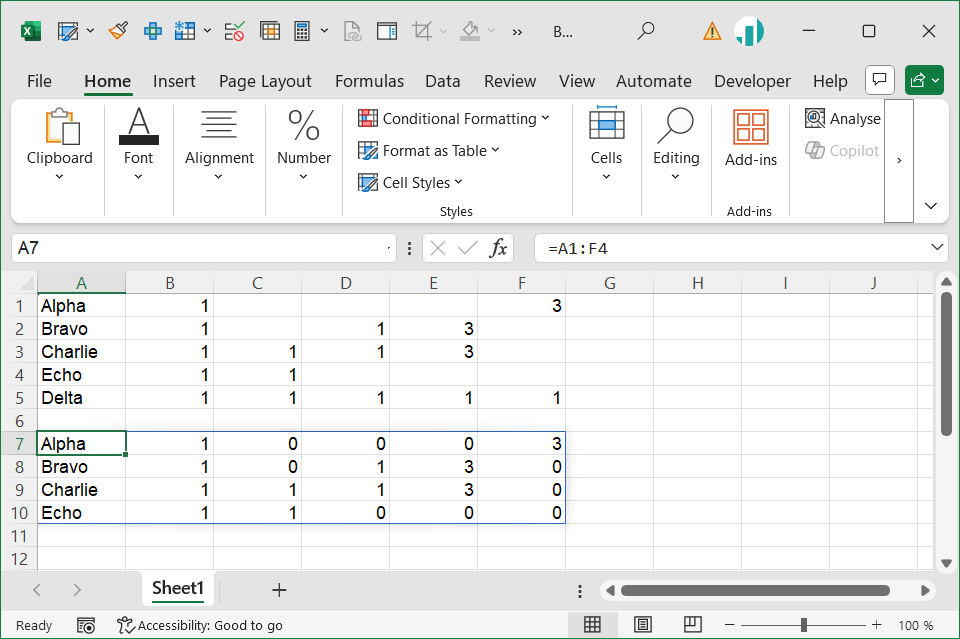 B...
File Home Insert Page Layout Formulas Data Review View Automate Developer Help
Clipboard Font Alignment Number
Conditional Formatting
Format as Table
Cell Styles
Styles
Cells Editing Add-ins
Add-ins
Analyse
Copilot
A7 fx =A1:F4
A B C D E F G H I J
1 Alpha 1 3
2 Bravo 1 1 3
3 Charlie 1 1 1 3
4 Echo 1 1
5 Delta 1 1 1 1 1
6
7 Alpha 1 0 0 0 3
8 Bravo 1 0 1 3 0
9 Charlie 1 1 1 3 0
10 Echo 1 1 0 0 0
11
12
Sheet1
Ready Accessibility: Good to go 100 %